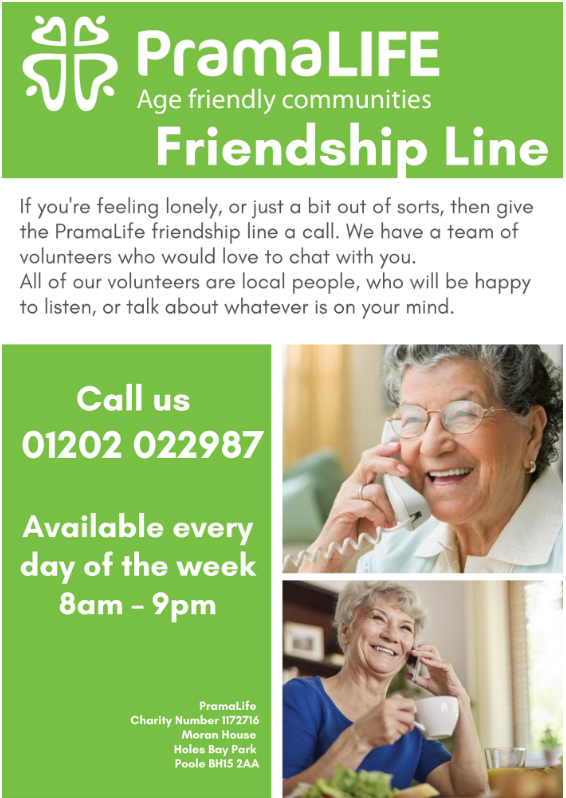 PramaLIFE
Age friendly communities
Friendship Line
If you're feeling lonely, or just a bit out of sorts, then give
the PramaLife friendship line a call. We have a team of
volunteers who would love to chat with you.
All of our volunteers are local people, who will be happy
to listen, or talk about whatever is on your mind.
Call us
01202 022987
Available every
day of the week
8am – 9pm
PramaLife
Charity Number 1172716
Moran House
Holes Bay Park
Poole BH15 2AA